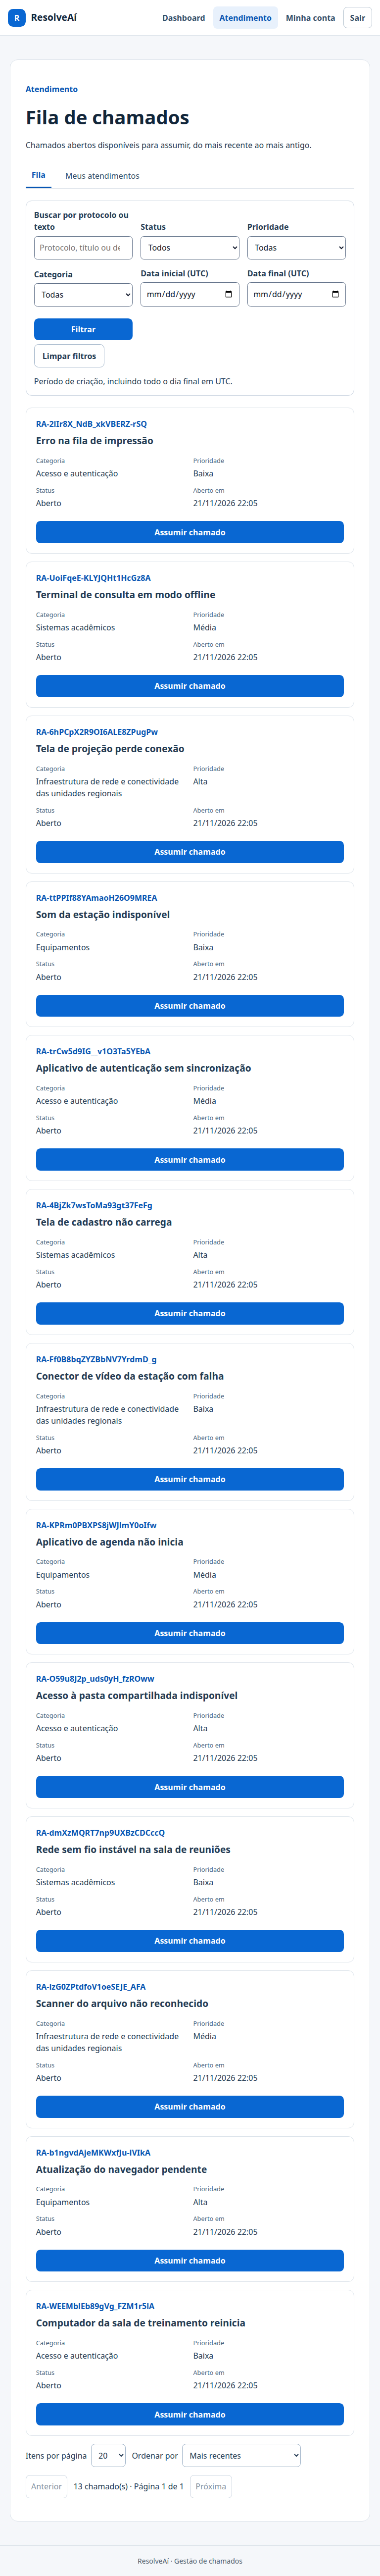 R ResolveAí Dashboard Atendimento Minha conta Sair
Atendimento
Fila de chamados
Chamados abertos disponíveis para assumir, do mais recente ao mais antigo.
Fila Meus atendimentos
Buscar por protocolo ou texto
Status
Prioridade
Protocolo, título ou de
Todos
Todas
Categoria
Data inicial (UTC)
Data final (UTC)
Todas
mm/dd/yyyy
mm/dd/yyyy
Filtrar
Limpar filtros
Período de criação, incluindo todo o dia final em UTC.
RA-2lIr8X_NdB_xkVBERZ-rSQ
Erro na fila de impressão
Categoria Prioridade
Acesso e autenticação Baixa
Status Aberto em
Aberto 21/11/2026 22:05
Assumir chamado
RA-UoiFqeE-KLYJQHt1HcGz8A
Terminal de consulta em modo offline
Categoria Prioridade
Sistemas acadêmicos Média
Status Aberto em
Aberto 21/11/2026 22:05
Assumir chamado
RA-6hPCpX2R9OI6ALE8ZPugPw
Tela de projeção perde conexão
Categoria Prioridade
Infraestrutura de rede e conectividade Alta
das unidades regionais
Status Aberto em
Aberto 21/11/2026 22:05
Assumir chamado
RA-ttPPIf88YAmaoH26O9MREA
Som da estação indisponível
Categoria Prioridade
Equipamentos Baixa
Status Aberto em
Aberto 21/11/2026 22:05
Assumir chamado
RA-trCw5d9IG__v1O3Ta5YEbA
Aplicativo de autenticação sem sincronização
Categoria Prioridade
Acesso e autenticação Média
Status Aberto em
Aberto 21/11/2026 22:05
Assumir chamado
RA-4BjZk7wsToMa93gt37FeFg
Tela de cadastro não carrega
Categoria Prioridade
Sistemas acadêmicos Alta
Status Aberto em
Aberto 21/11/2026 22:05
Assumir chamado
RA-Ff0B8bqZYZBbNV7YrdmD_g
Conector de vídeo da estação com falha
Categoria Prioridade
Infraestrutura de rede e conectividade Baixa
das unidades regionais
Status Aberto em
Aberto 21/11/2026 22:05
Assumir chamado
RA-KPRm0PBXPS8jWJlmY0oIfw
Aplicativo de agenda não inicia
Categoria Prioridade
Equipamentos Média
Status Aberto em
Aberto 21/11/2026 22:05
Assumir chamado
RA-O59u8J2p_uds0yH_fzROww
Acesso à pasta compartilhada indisponível
Categoria Prioridade
Acesso e autenticação Alta
Status Aberto em
Aberto 21/11/2026 22:05
Assumir chamado
RA-dmXzMQRT7np9UXBzCDCccQ
Rede sem fio instável na sala de reuniões
Categoria Prioridade
Sistemas acadêmicos Baixa
Status Aberto em
Aberto 21/11/2026 22:05
Assumir chamado
RA-izG0ZPtdfoV1oeSEJE_AFA
Scanner do arquivo não reconhecido
Categoria Prioridade
Infraestrutura de rede e conectividade Média
das unidades regionais
Status Aberto em
Aberto 21/11/2026 22:05
Assumir chamado
RA-b1ngvdAjeMKWxfJu-lVIkA
Atualização do navegador pendente
Categoria Prioridade
Equipamentos Alta
Status Aberto em
Aberto 21/11/2026 22:05
Assumir chamado
RA-WEEMblEb89gVg_FZM1r5lA
Computador da sala de treinamento reinicia
Categoria Prioridade
Acesso e autenticação Baixa
Status Aberto em
Aberto 21/11/2026 22:05
Assumir chamado
Itens por página 20 Ordenar por Mais recentes
Anterior 13 chamado(s) · Página 1 de 1 Próxima
ResolveAí · Gestão de chamados